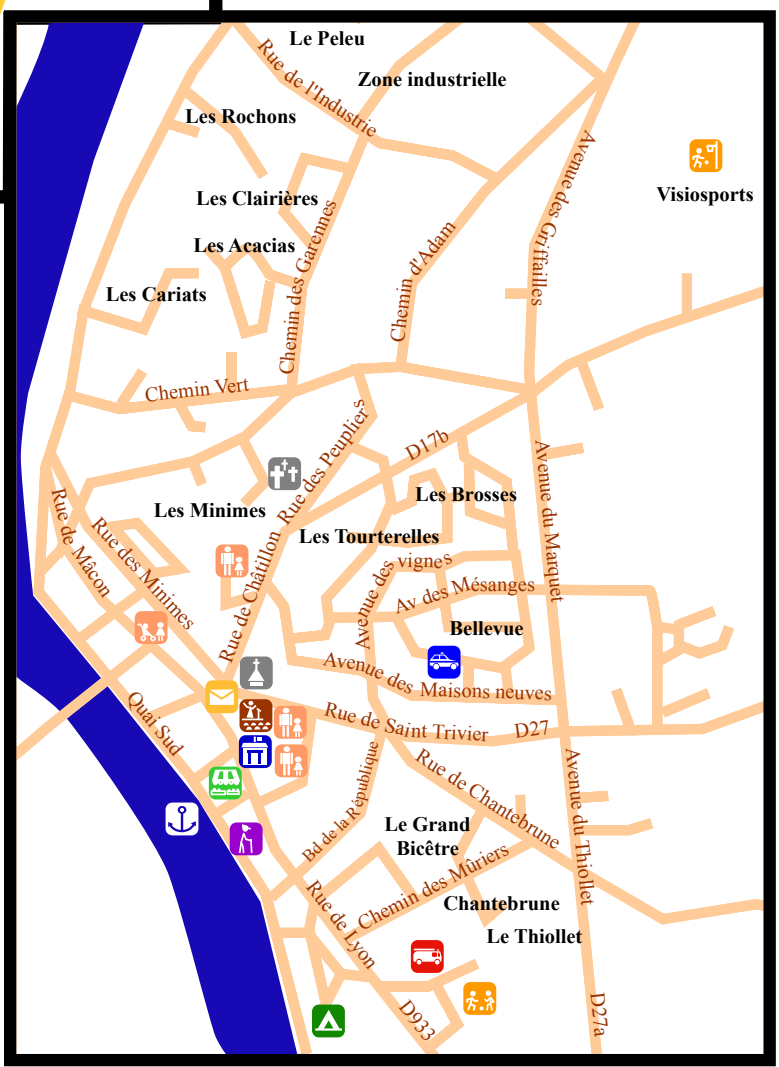 Le Peleu
Rue de l'Industrie
Zone industrielle
Les Rochons
Avenue des Griffailles
Visiosports
Les Clairières
Les Acacias
Chemin des Garennes
Chemin d'Adam
Les Cariats
Chemin Vert
Rue des Peupliers
D17b
Avenue du Marquet
Les Brosses
Les Minimes
Rue de Mâcon
Rue des Minimes
Rue de Châtillon
Les Tourterelles
Avenue des vignes
Av des Mésanges
Bellevue
Avenue des Maisons neuves
Quai Sud
Rue de Saint Trivier
D27
Bd de la République
Rue de Chantebrune
Avenue du Thiollet
Le Grand
Bicêtre
Chemin des Mûriers
Rue de Lyon
Chantebrune
Le Thiollet
D933
D27a